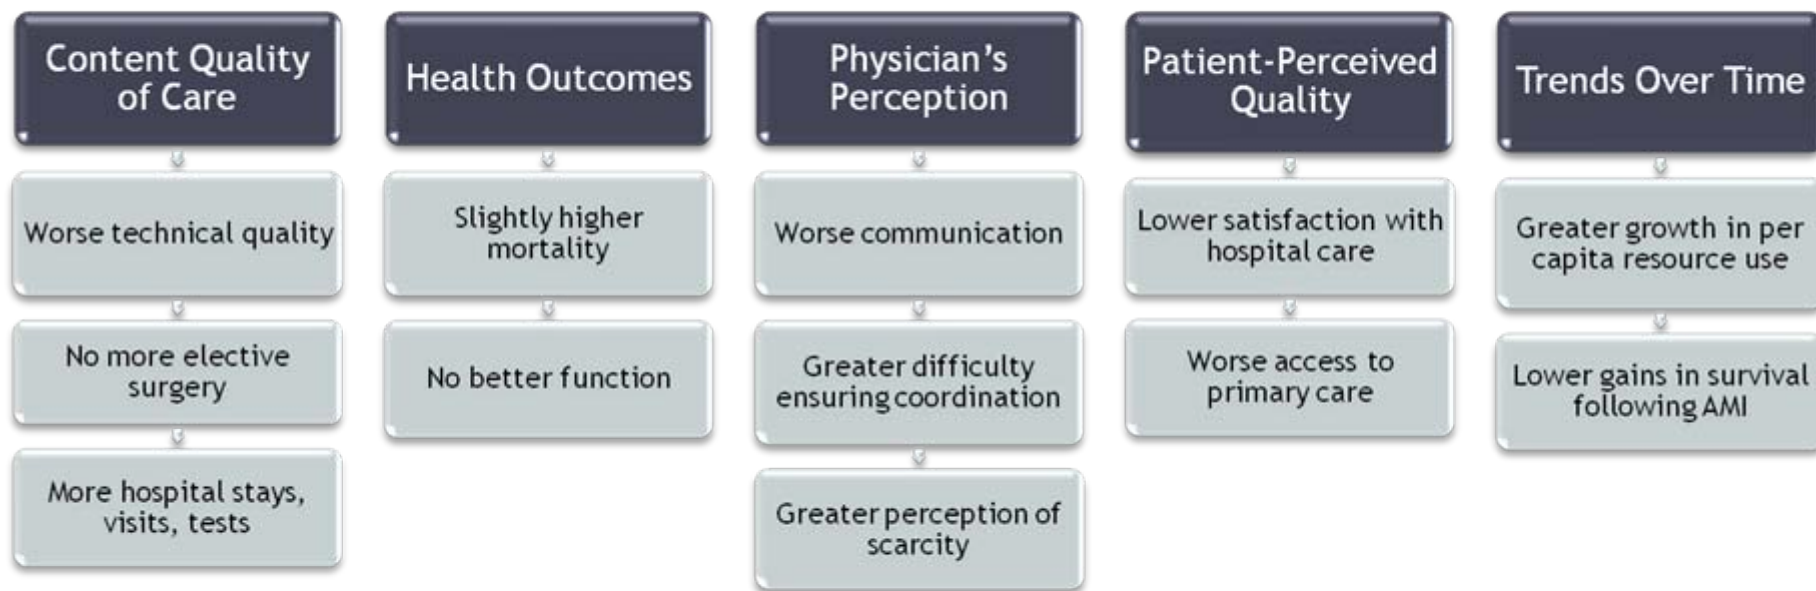 Content Quality
of Care
Worse technical quality
No more elective
surgery
More hospital stays,
visits, tests
Health Outcomes
Slightly higher
mortality
No better function
Physician's
Perception
Worse communication
Greater difficulty
ensuring coordination
Greater perception of
scarcity
Patient-Perceived
Quality
Lower satisfaction with
hospital care
Worse access to
primary care
Trends Over Time
Greater growth in per
capita resource use
Lower gains in survival
following AMI